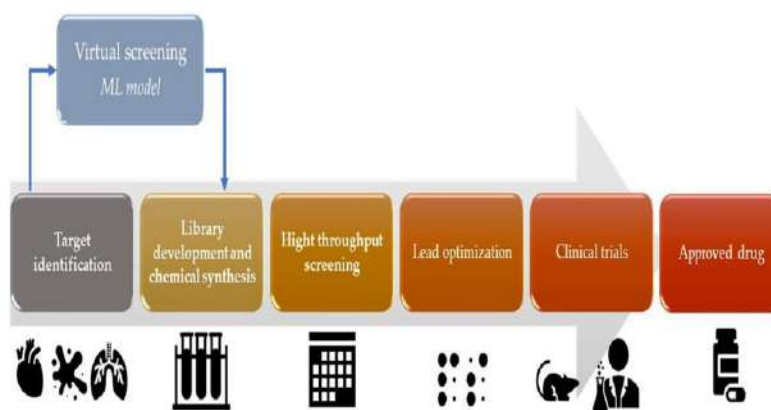 Virtual screening
ML model
Target
identification
Library
development and
chemical synthesis
Hight throughput
screening
Lead optimization
Clinical trials
Approved drug